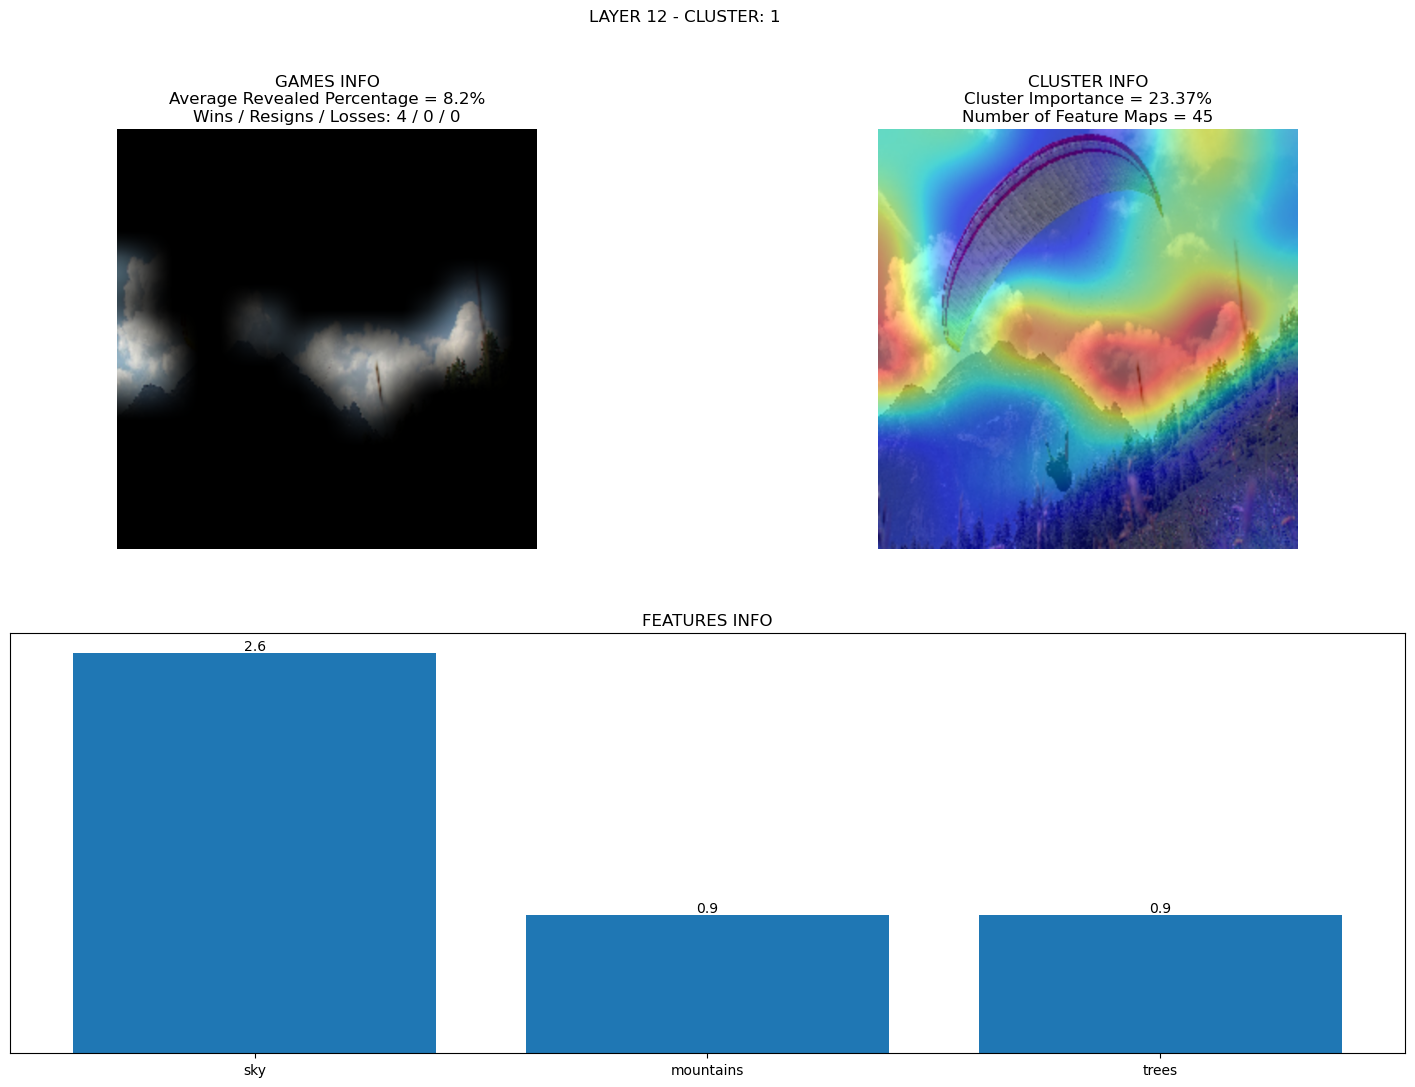 LAYER 12 - CLUSTER: 1
GAMES INFO
Average Revealed Percentage = 8.2%
Wins / Resigns / Losses: 4 / 0 / 0
CLUSTER INFO
Cluster Importance = 23.37%
Number of Feature Maps = 45
FEATURES INFO
2.6
0.9
0.9
sky
mountains
trees